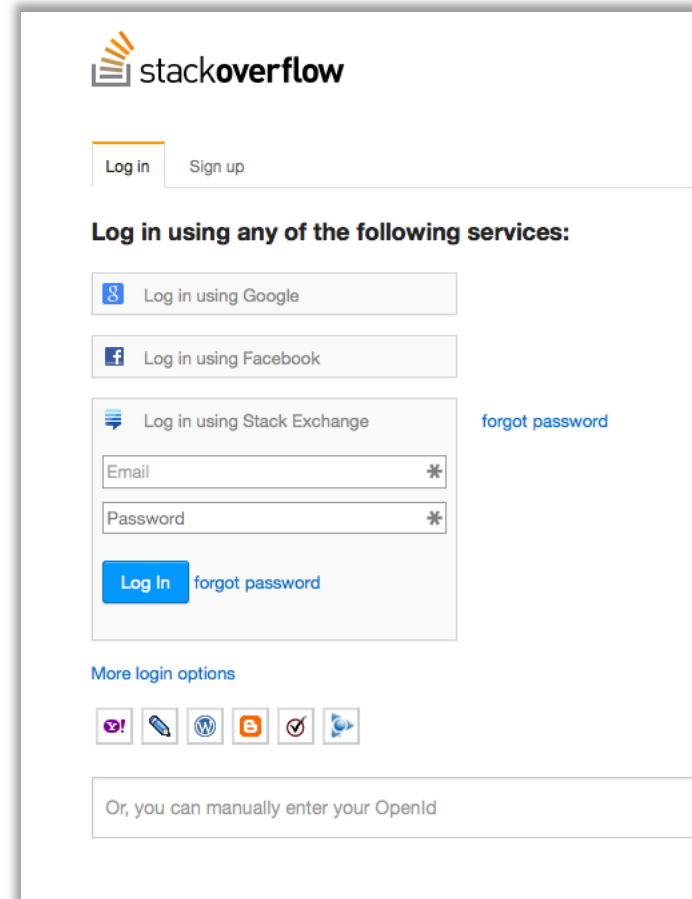 stackoverflow
Log in Sign up
Log in using any of the following services:
8 Log in using Google
f Log in using Facebook
Log in using Stack Exchange forgot password
Email *
Password *
Log In forgot password
More login options
Y!
Or, you can manually enter your OpenId